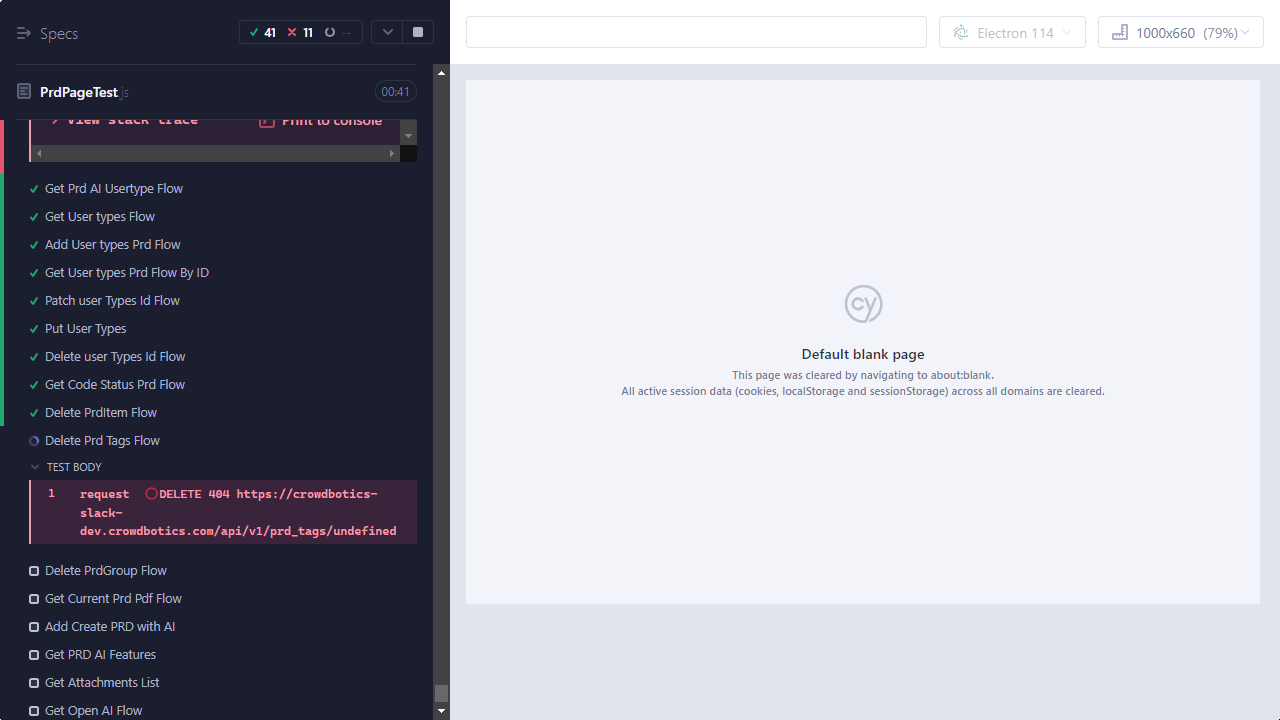 Specs
41
11
--
Electron 114
1000x660 (79%)
PrdPageTest.js
00:41
View stack trace
Print to console
Get Prd AI Usertype Flow
Get User types Flow
Add User types Prd Flow
Get User types Prd Flow By ID
Patch user Types Id Flow
Put User Types
Delete user Types Id Flow
Get Code Status Prd Flow
Delete PrdItem Flow
Delete Prd Tags Flow
TEST BODY
1 request DELETE 404 https://crowdbotics-
slack-
dev.crowdbotics.com/api/v1/prd_tags/undefined
Delete PrdGroup Flow
Get Current Prd Pdf Flow
Add Create PRD with AI
Get PRD AI Features
Get Attachments List
Get Open AI Flow
cy
Default blank page
This page was cleared by navigating to about:blank.
All active session data (cookies, localStorage and sessionStorage) across all domains are cleared.